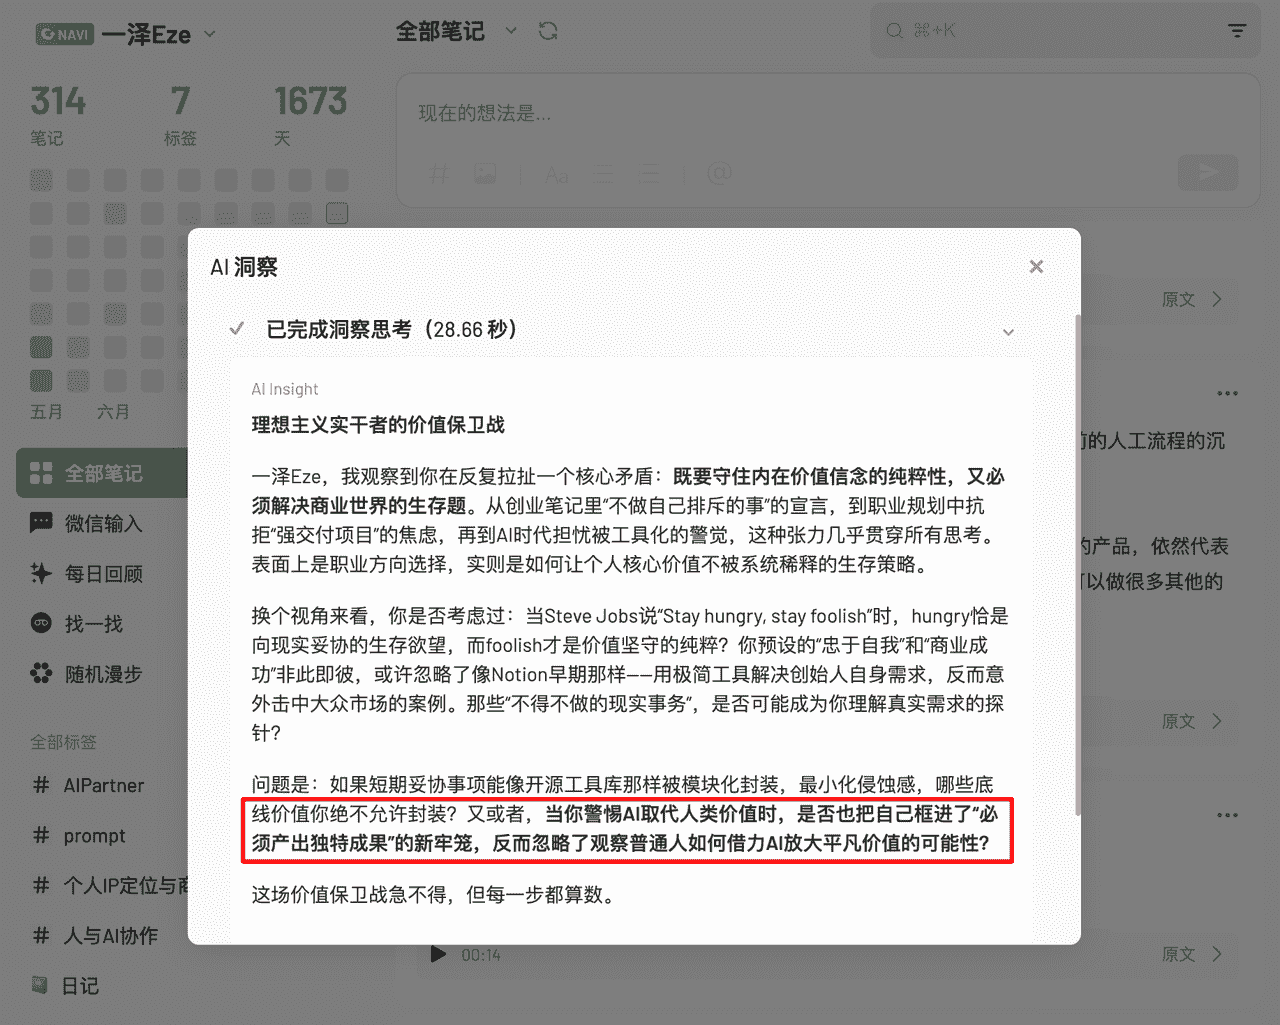 NAVI 一泽Eze
314
笔记
7
标签
1673
天
五月
六月
全部笔记
微信输入
每日回顾
找一找
随机漫步
全部标签
# AIPartner
# prompt
# 个人IP定位与商
# 人与AI协作
日记
全部笔记
⌘+K
现在的想法是...
# Aa @
原文
前的人工流程的沉
的产品，依然代表
可以做很多其他的
原文
00:14
原文
AI 洞察
已完成洞察思考（28.66 秒）
AI Insight
理想主义实干者的价值保卫战
一泽Eze，我观察到你在反复拉扯一个核心矛盾：既要守住内在价值信念的纯粹性，又必
须解决商业世界的生存题。从创业笔记里“不做自己排斥的事”的宣言，到职业规划中抗
拒“强交付项目”的焦虑，再到AI时代担忧被工具化的警觉，这种张力几乎贯穿所有思考。
表面上是职业方向选择，实则是如何让个人核心价值不被系统稀释的生存策略。
换个视角来看，你是否考虑过：当Steve Jobs说“Stay hungry, stay foolish”时，hungry恰是
向现实妥协的生存欲望，而foolish才是价值坚守的纯粹？你预设的“忠于自我”和“商业成
功”非此即彼，或许忽略了像Notion早期那样——用极简工具解决创始人自身需求，反而意
外击中大众市场的案例。那些“不得不做的现实事务”，是否可能成为你理解真实需求的探
针？
问题是：如果短期妥协事项能像开源工具库那样被模块化封装，最小化侵蚀感，哪些底
线价值你绝不允许封装？又或者，当你警惕AI取代人类价值时，是否也把自己框进了“必
须产出独特成果”的新牢笼，反而忽略了观察普通人如何借力AI放大平凡价值的可能性？
这场价值保卫战急不得，但每一步都算数。